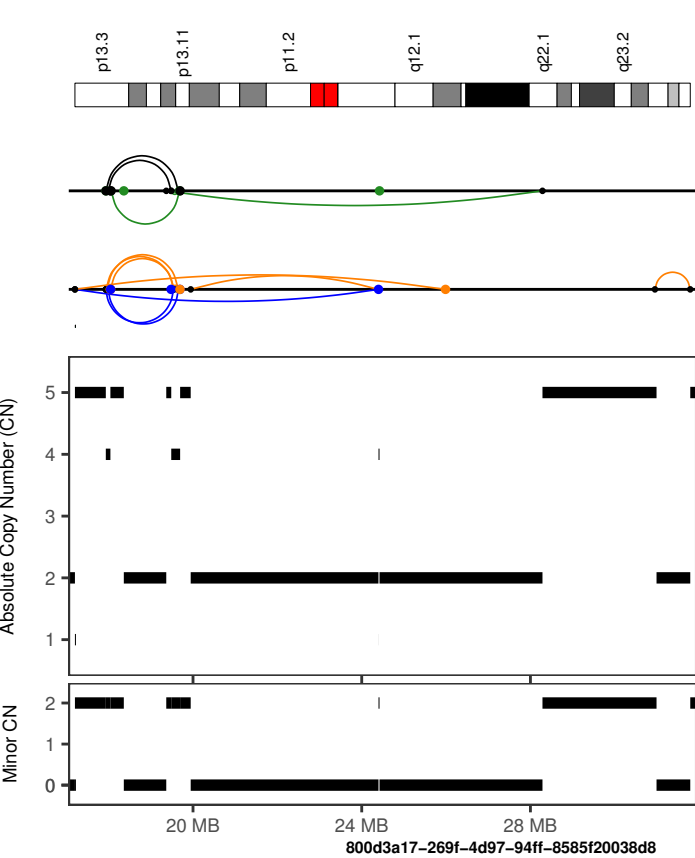 p13.3
p13.11
p11.2
q12.1
q22.1
q23.2
Absolute Copy Number (CN)
5
4
3
2
1
Minor CN
2
1
0
20 MB
24 MB
28 MB
800d3a17−269f−4d97−94ff−8585f20038d8